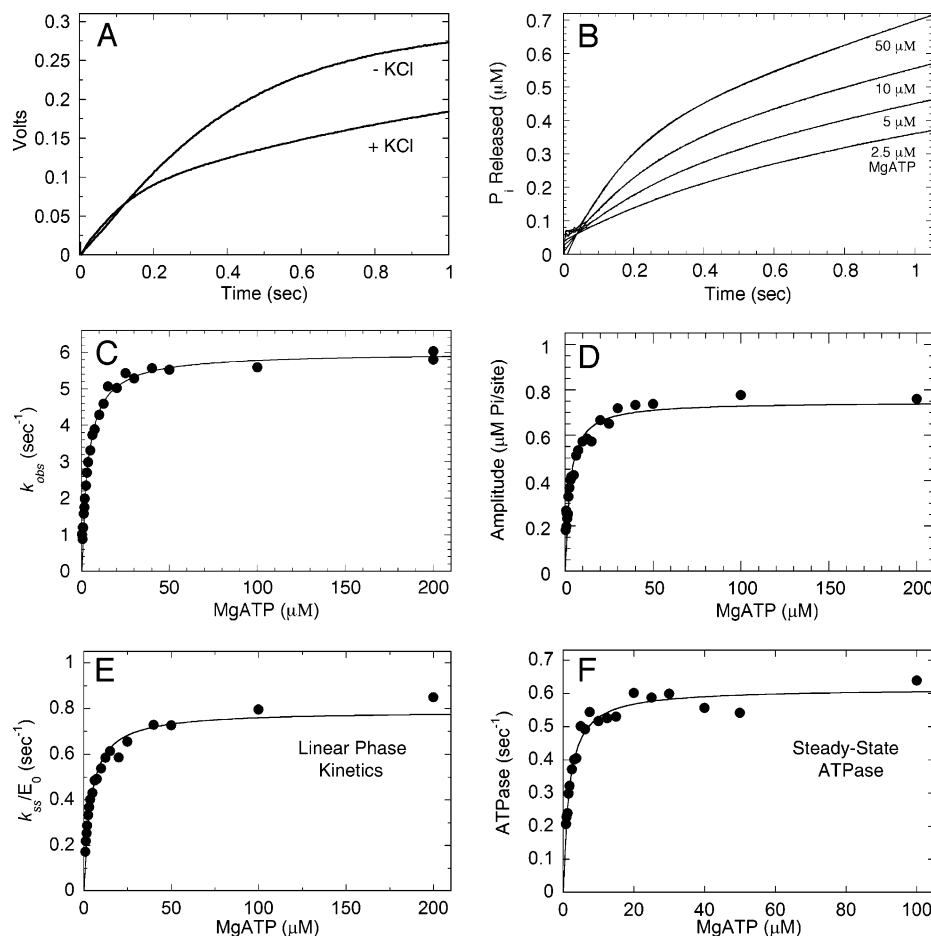 A
Volts
0.3
0.25
0.2
0.15
0.1
0.05
0
- KCl
+ KCl
0 0.2 0.4 0.6 0.8 1
Time (sec)
B
Pi Released (μM)
0.7
0.6
0.5
0.4
0.3
0.2
0.1
0
50 μM
10 μM
5 μM
2.5 μM
MgATP
0 0.2 0.4 0.6 0.8 1
Time (sec)
C
kobs (sec-1)
6
5
4
3
2
1
0
0 50 100 150 200
MgATP (μM)
D
Amplitude (μM Pi/site)
1
0.8
0.6
0.4
0.2
0
0 50 100 150 200
MgATP (μM)
E
kss/E0 (sec-1)
1
0.8
0.6
0.4
0.2
0
Linear Phase
Kinetics
0 50 100 150 200
MgATP (μM)
F
ATPase (sec-1)
0.7
0.6
0.5
0.4
0.3
0.2
0.1
0
Steady-State
ATPase
0 20 40 60 80 100
MgATP (μM)